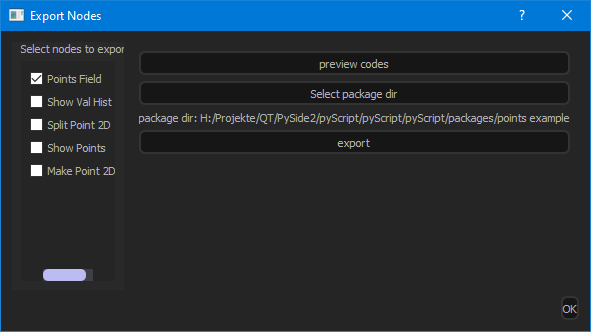 Export Nodes
?
Select nodes to expor
Points Field
Show Val Hist
Split Point 2D
Show Points
Make Point 2D
preview codes
Select package dir
package dir: H:/Projekte/QT/PySide2/pyScript/pyScript/pyScript/packages/points example
export
OK